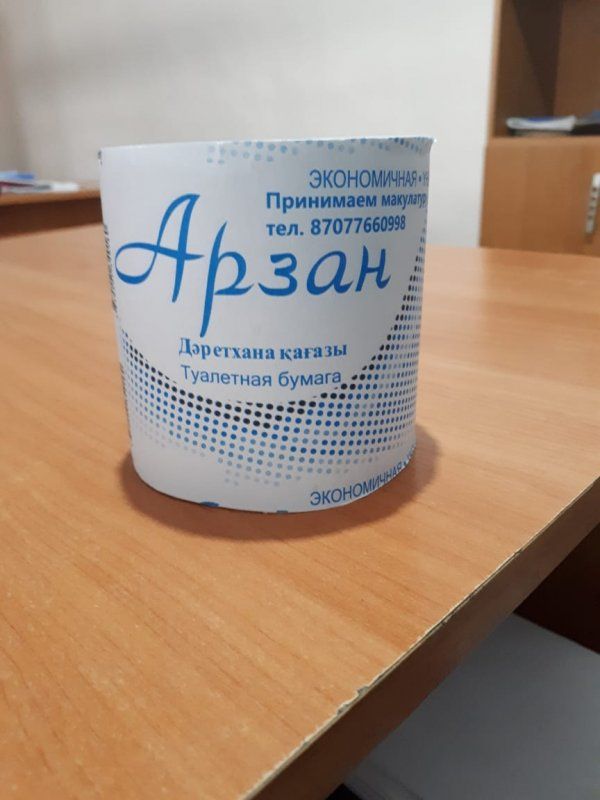 ЭКОНОМИЧНАЯ •
Принимаем макулатур
тел. 87077660998
Арзан
Дәретхана қағазы
Туалетная бумага
ЭКОНОМИЧНАЯ